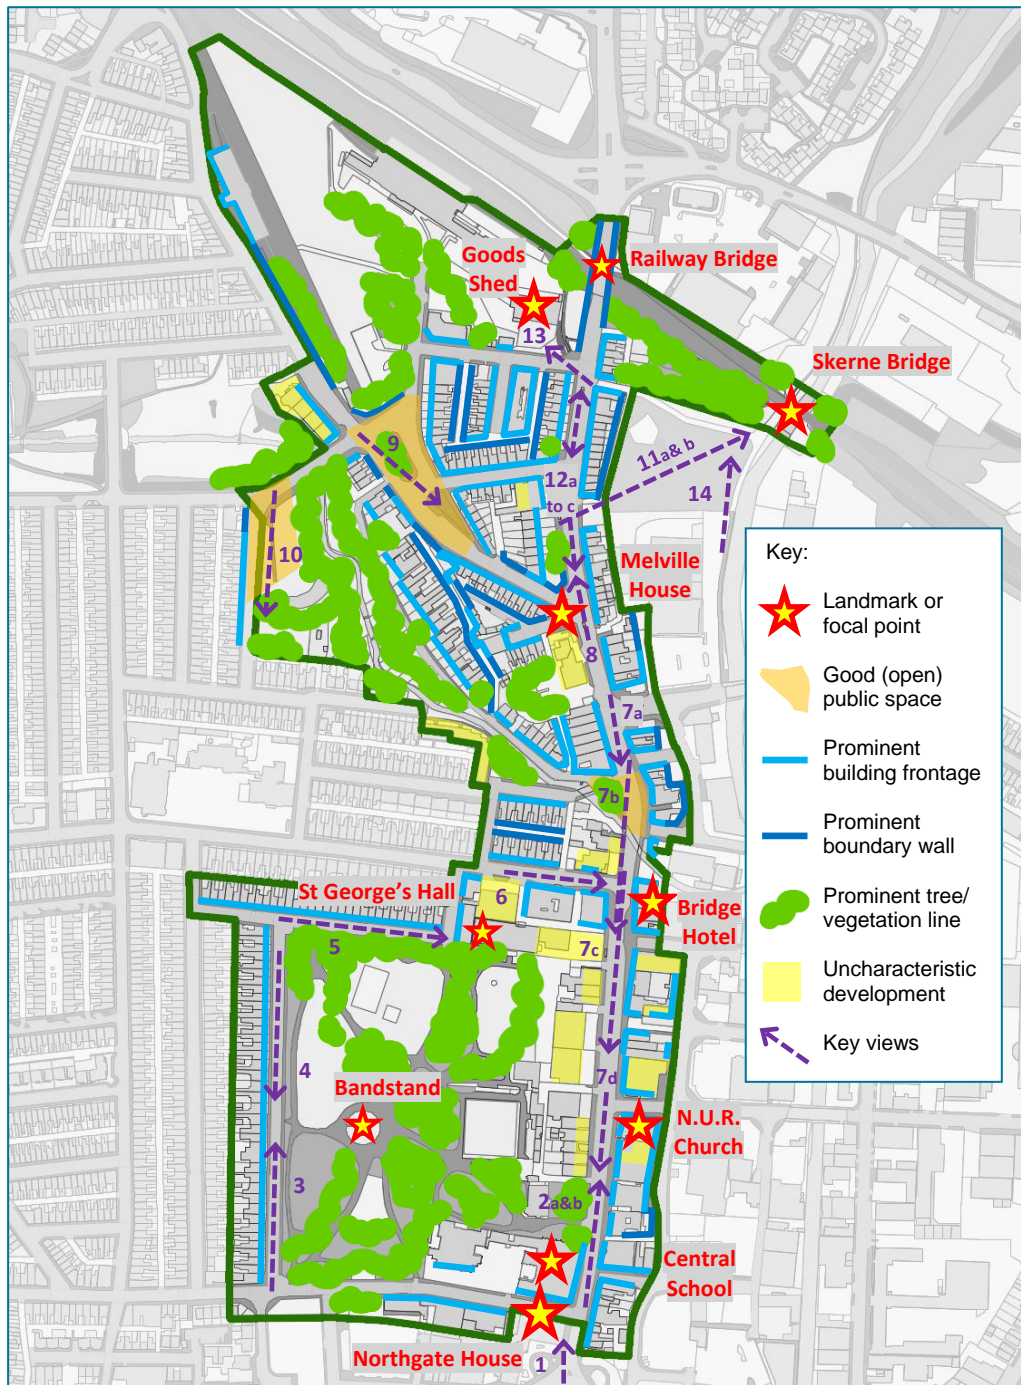 Goods
Shed
Railway Bridge
13
Skerne Bridge
9
11a& b
12a
to c
14
10
Melville
House
8
7a
7b
St George's Hall
6
Bridge
Hotel
5
7c
4
7d
Bandstand
N.U.R.
Church
3
2a&b
Central
School
Northgate House
1
Key:
Landmark or
focal point
Good (open)
public space
Prominent
building frontage
Prominent
boundary wall
Prominent tree/
vegetation line
Uncharacteristic
development
Key views